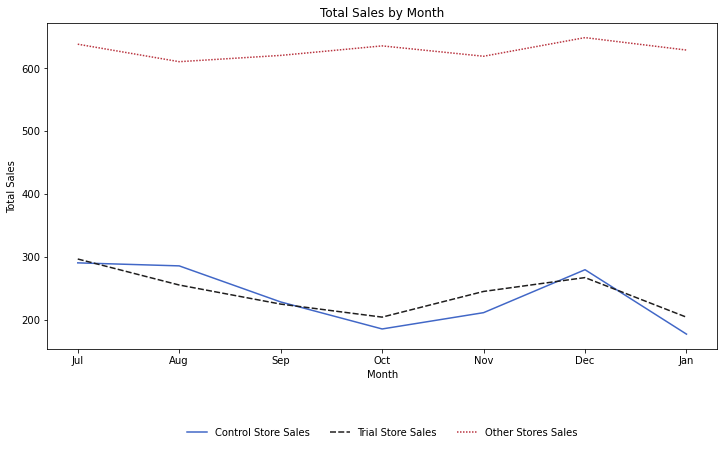 Total Sales by Month
Total Sales
600
500
400
300
200
Jul Aug Sep Oct Nov Dec Jan
Month
Control Store Sales Trial Store Sales Other Stores Sales